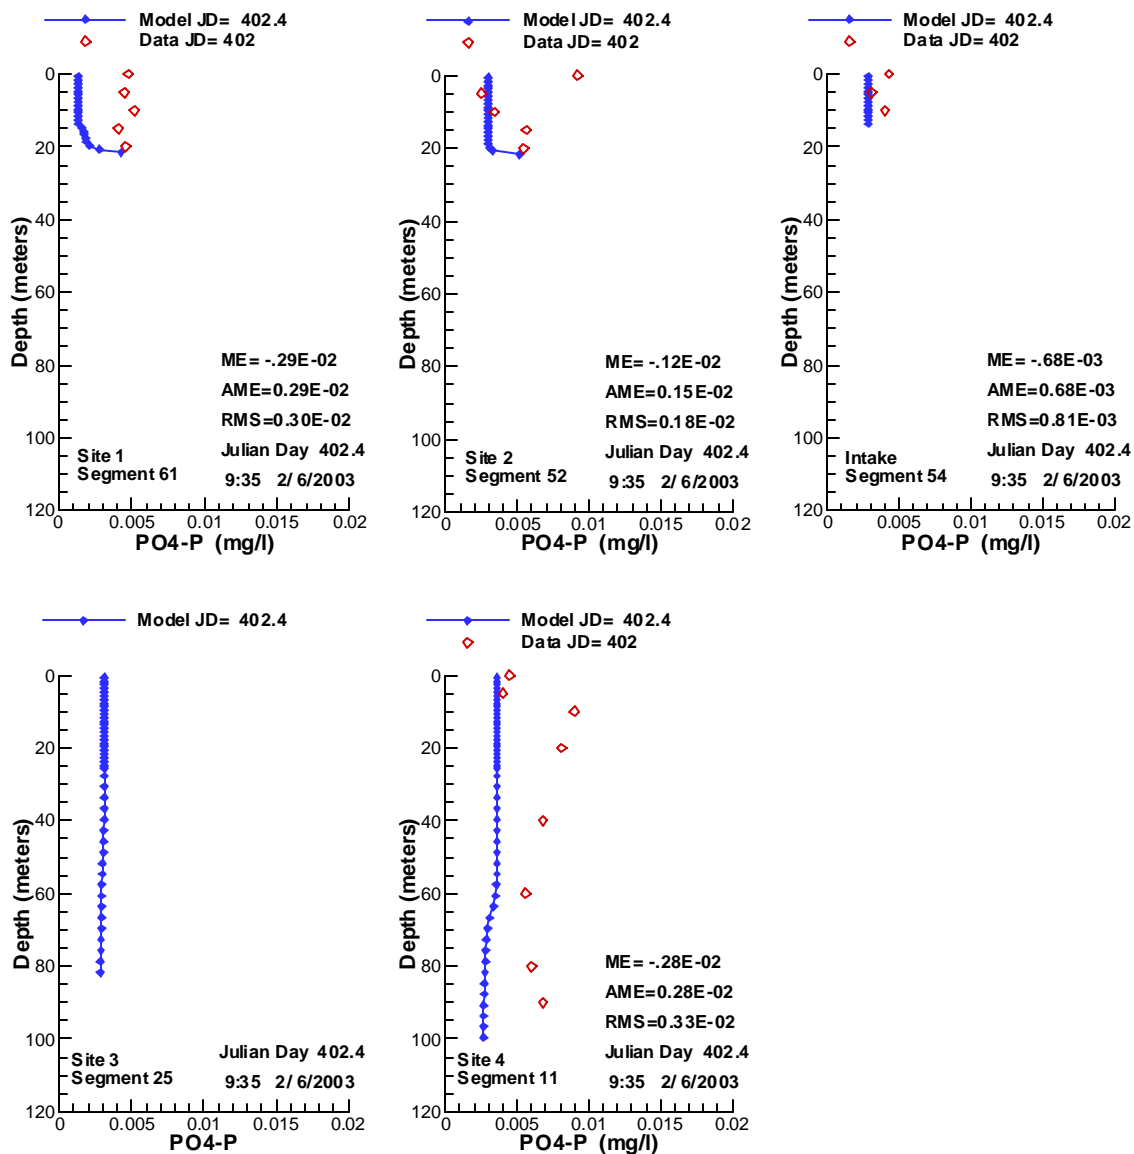 Model JD= 402.4
Data JD= 402
0
20
40
60
80
100
120
Depth (meters)
ME= -.29E-02
AME=0.29E-02
RMS=0.30E-02
Julian Day 402.4
9:35 2/ 6/2003
Site 1
Segment 61
0 0.005 0.01 0.015 0.02
PO4-P (mg/l)
Model JD= 402.4
Data JD= 402
0
20
40
60
80
100
120
Depth (meters)
ME= -.12E-02
AME=0.15E-02
RMS=0.18E-02
Julian Day 402.4
9:35 2/ 6/2003
Site 2
Segment 52
0 0.005 0.01 0.015 0.02
PO4-P (mg/l)
Model JD= 402.4
Data JD= 402
0
20
40
60
80
100
120
Depth (meters)
ME= -.68E-03
AME=0.68E-03
RMS=0.81E-03
Julian Day 402.4
9:35 2/ 6/2003
Intake
Segment 54
0 0.005 0.01 0.015 0.02
PO4-P (mg/l)
Model JD= 402.4
0
20
40
60
80
100
120
Depth (meters)
Julian Day 402.4
9:35 2/ 6/2003
Site 3
Segment 25
0 0.005 0.01 0.015 0.02
PO4-P
Model JD= 402.4
Data JD= 402
0
20
40
60
80
100
120
Depth (meters)
ME= -.28E-02
AME=0.28E-02
RMS=0.33E-02
Julian Day 402.4
9:35 2/ 6/2003
Site 4
Segment 11
0 0.005 0.01 0.015 0.02
PO4-P (mg/l)